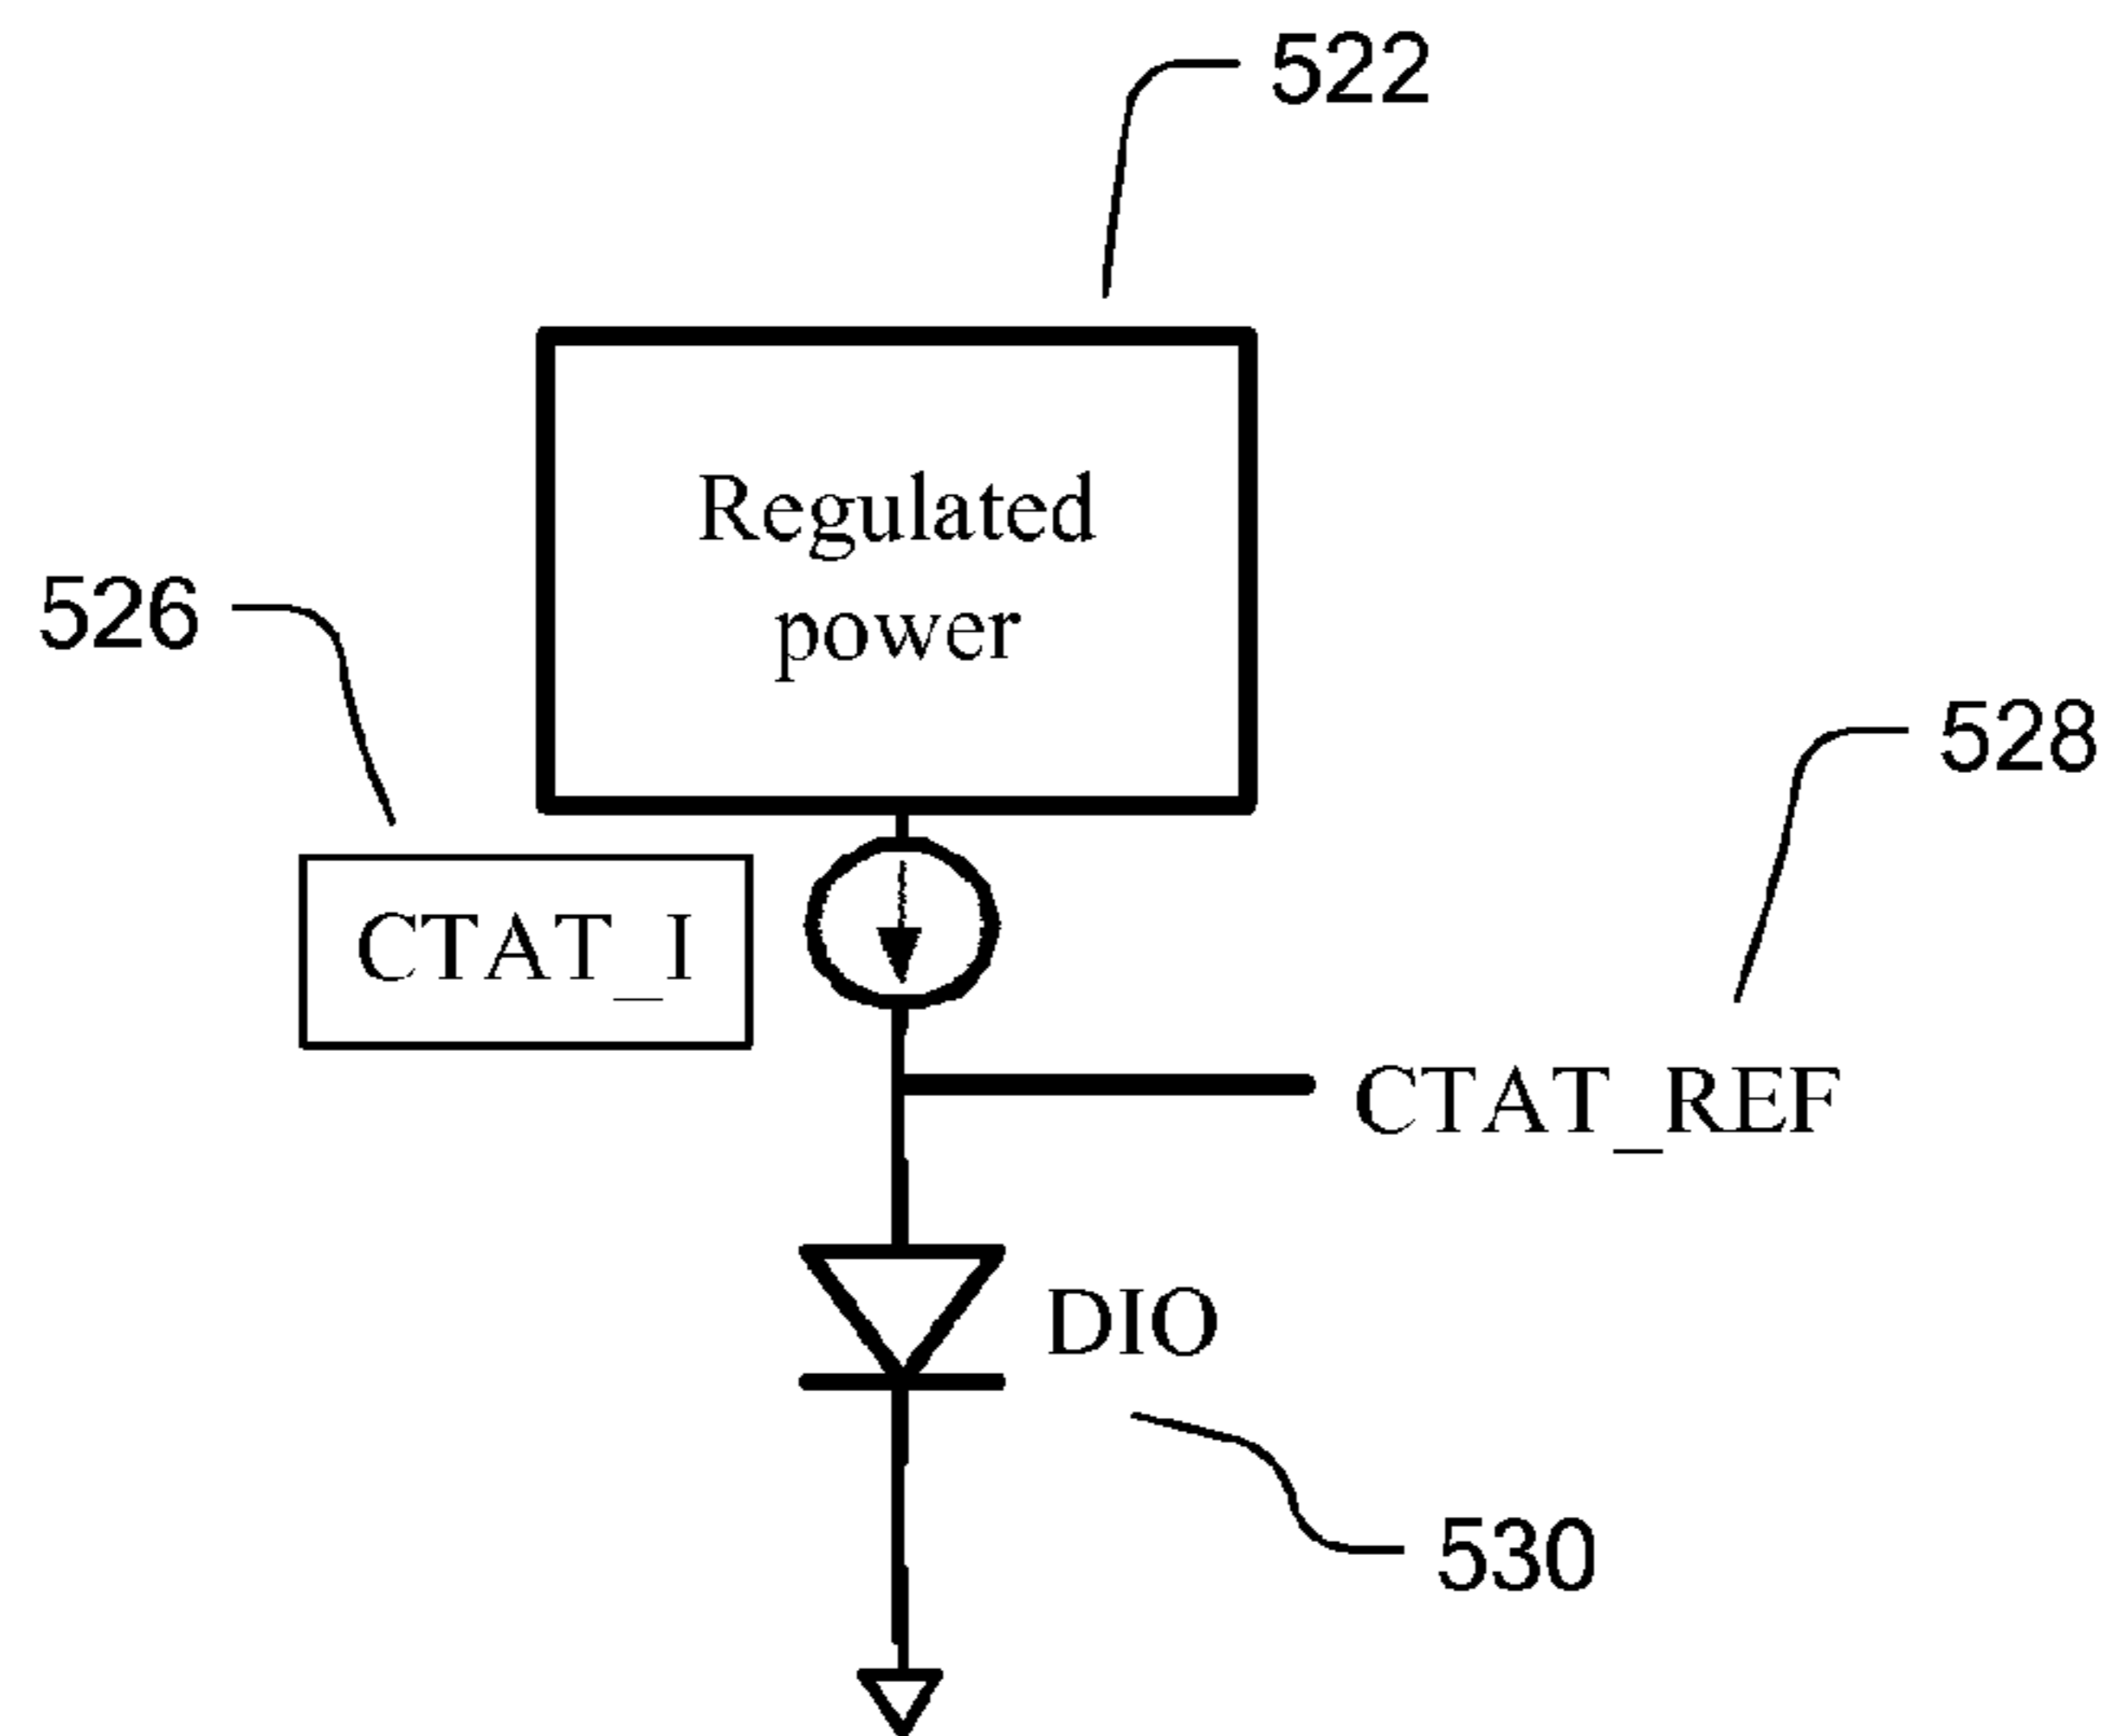 522
Regulated
power
526
528
CTAT_I
CTAT_REF
DIO
530